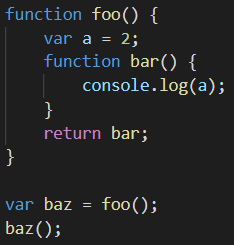 function foo() {
    var a = 2;
    function bar() {
        console.log(a);
    }
    return bar;
}

var baz = foo();
baz();